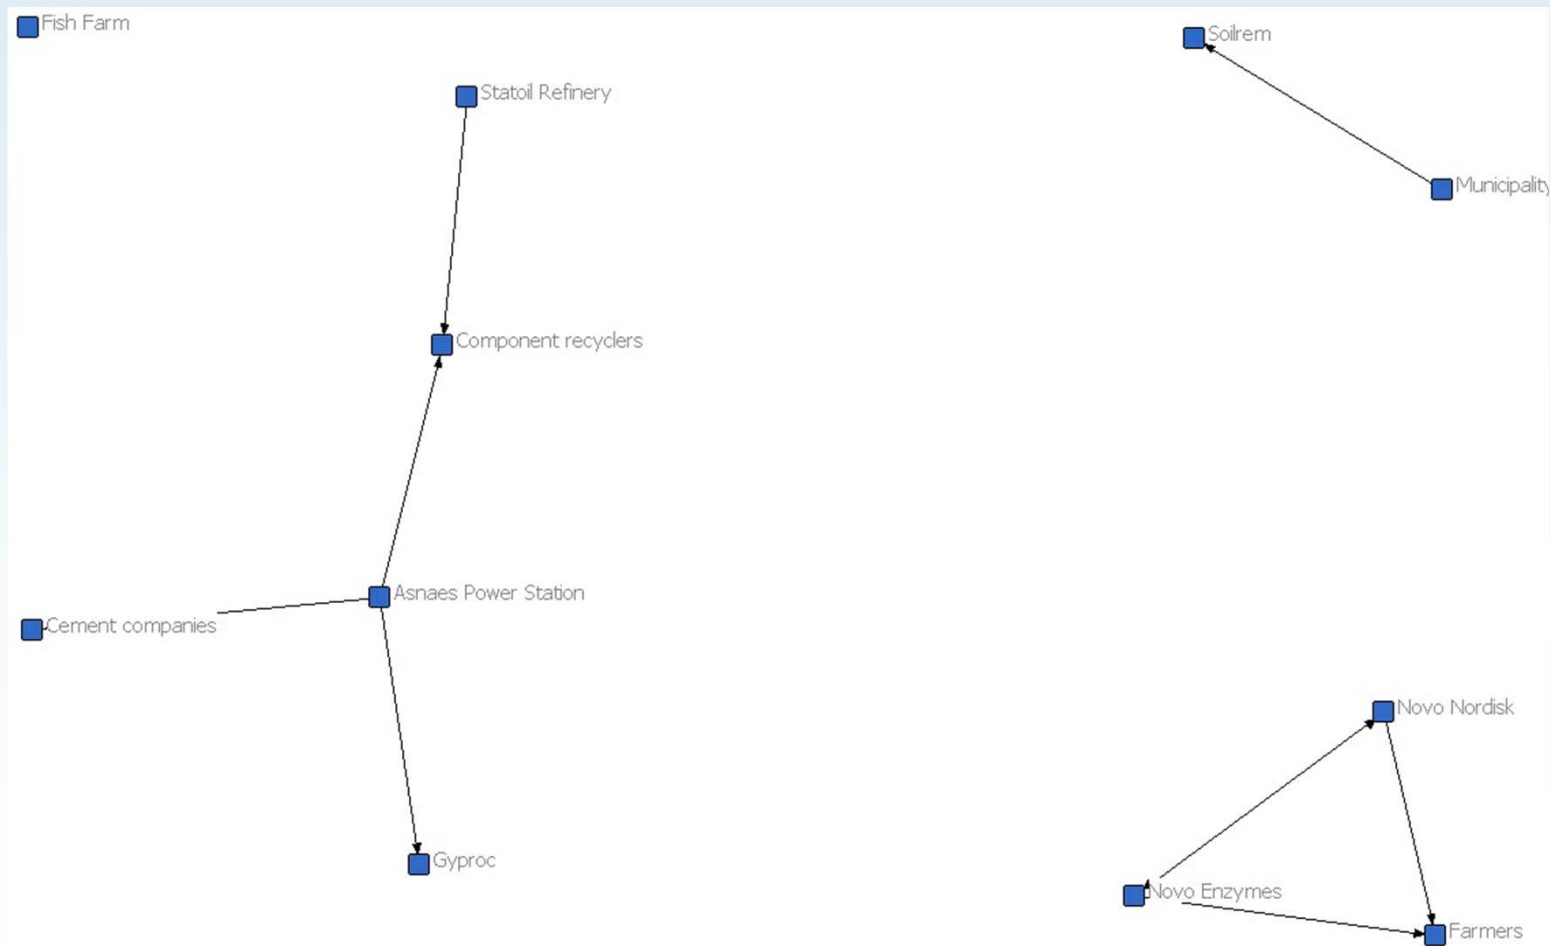 Fish Farm
Soilrem
Statoil Refinery
Municipality
Component recyclers
Asnaes Power Station
Cement companies
Novo Nordisk
Gyproc
Novo Enzymes
Farmers